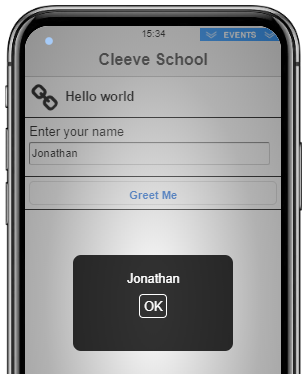 15:34
EVENTS
Cleeve School
Hello world
Enter your name
Jonathan
Greet Me
Jonathan
OK